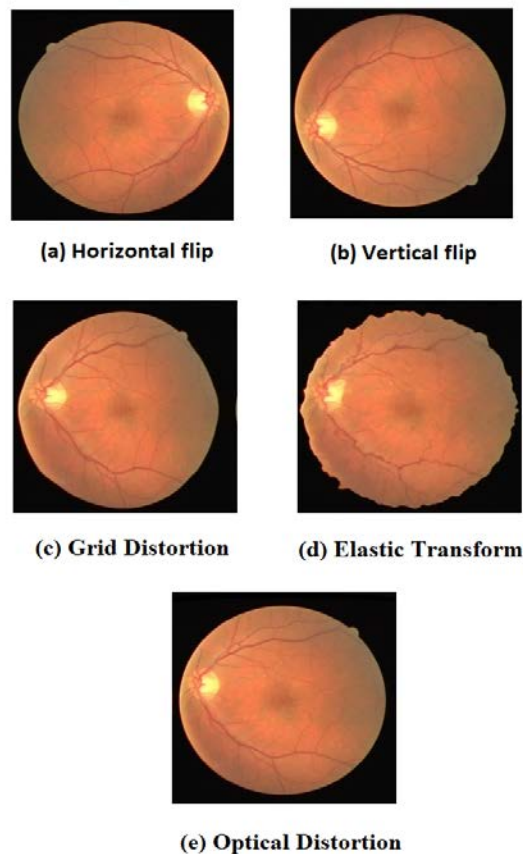 (a) Horizontal flip
(b) Vertical flip
(c) Grid Distortion
(d) Elastic Transform
(e) Optical Distortion